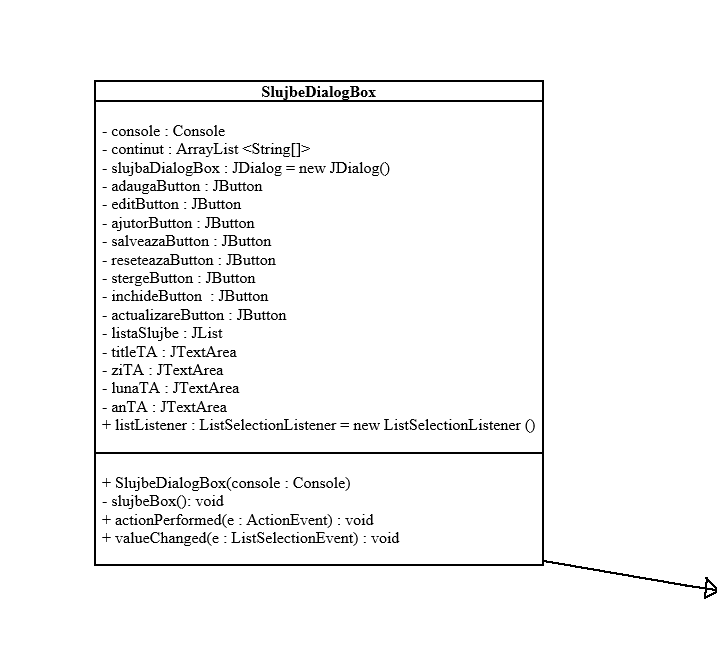 SlujbeDialogBox
- console : Console
- continut : ArrayList <String[]>
- slujbaDialogBox : JDialog = new JDialog()
- adaugaButton : JButton
- editButton : JButton
- ajutorButton : JButton
- salveazaButton : JButton
- reseteazaButton : JButton
- stergeButton : JButton
- inchideButton  : JButton
- actualizareButton : JButton
- listaSlujbe : JList
- titleTA : JTextArea
- ziTA : JTextArea
- lunaTA : JTextArea
- anTA : JTextArea
+ listListener : ListSelectionListener = new ListSelectionListener ()
+ SlujbeDialogBox(console : Console)
- slujbeBox(): void
+ actionPerformed(e : ActionEvent) : void
+ valueChanged(e : ListSelectionEvent) : void